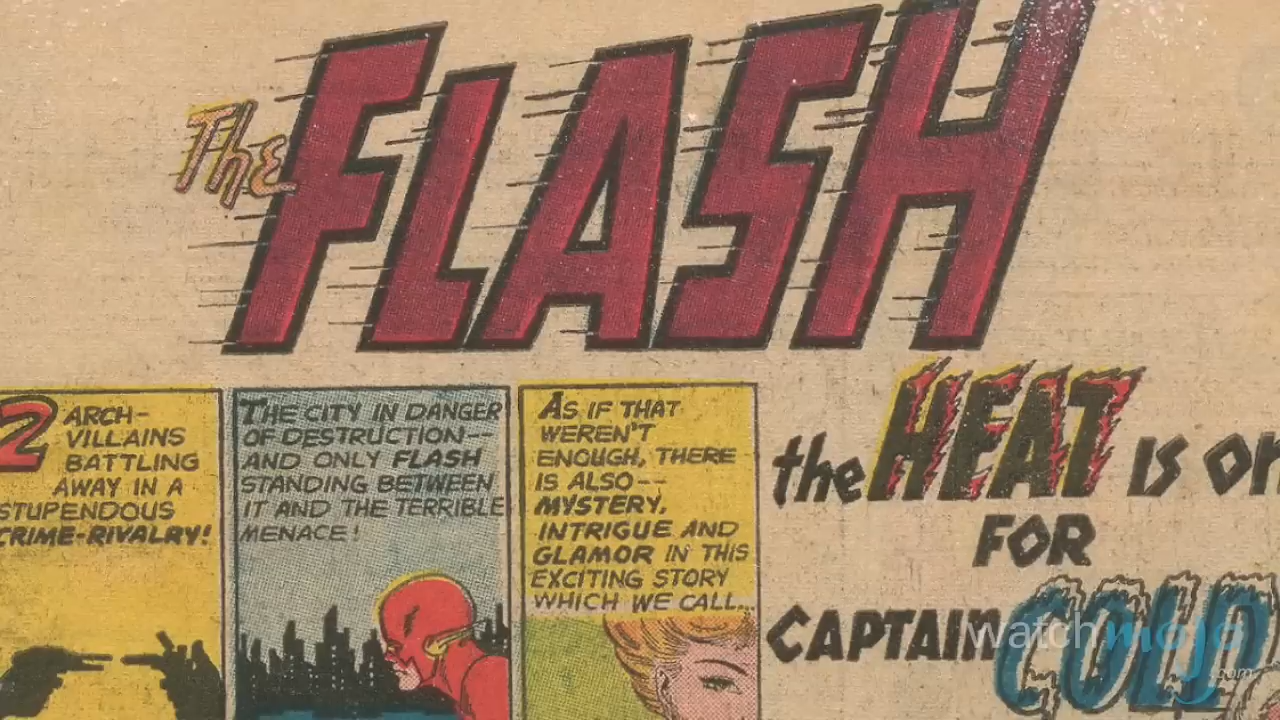 The
FLASH
2 ARCH-
VILLAINS
BATTLING
AWAY IN A
STUPENDOUS
CRIME-RIVALRY!
THE CITY IN DANGER
OF DESTRUCTION--
AND ONLY FLASH
STANDING BETWEEN
IT AND THE TERRIBLE
MENACE!
AS IF THAT
WEREN'T
ENOUGH, THERE
IS ALSO--
MYSTERY,
INTRIGUE AND
GLAMOR IN THIS
EXCITING STORY
WHICH WE CALL...
the HEAT IS ON
FOR
CAPTAIN COLD
watchmojo
.com